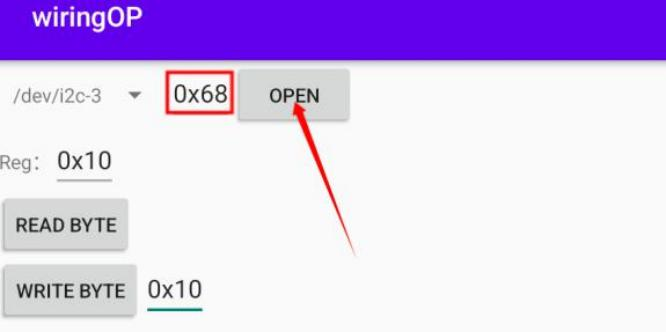 wiringOP
/dev/i2c-3 0x68 OPEN
Reg: 0x10
READ BYTE
WRITE BYTE 0x10